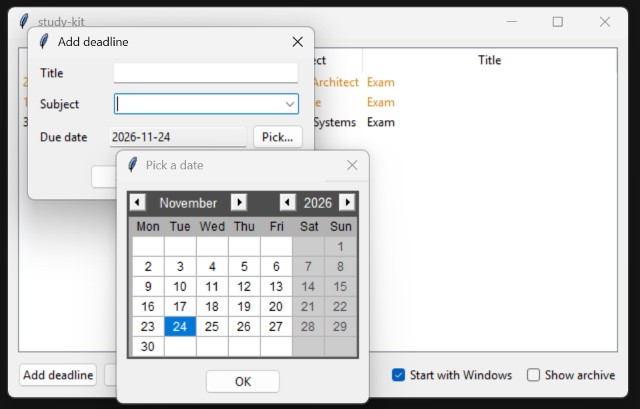 study-kit
Add deadline
Title
Subject
Due date 2026-11-24 Pick...
ect Title
Architect Exam
e Exam
Systems Exam
Pick a date
November 2026
Mon Tue Wed Thu Fri Sat Sun
1
2 3 4 5 6 7 8
9 10 11 12 13 14 15
16 17 18 19 20 21 22
23 24 25 26 27 28 29
30
OK
Add deadline
Start with Windows
Show archive